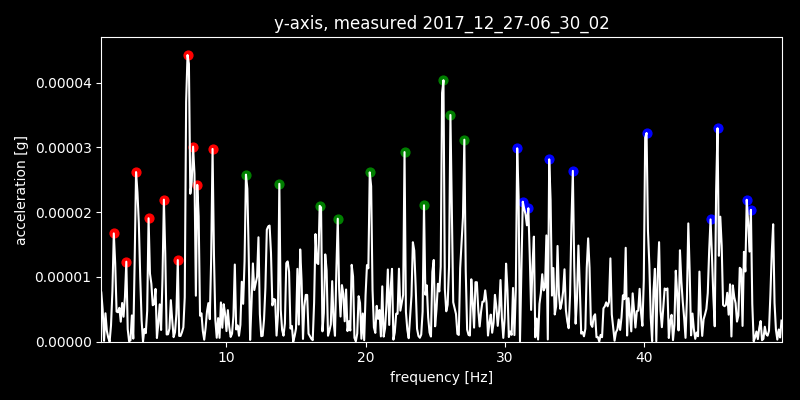 y-axis, measured 2017_12_27-06_30_02
0.00004
0.00003
0.00002
0.00001
0.00000
acceleration [g]
10 20 30 40
frequency [Hz]